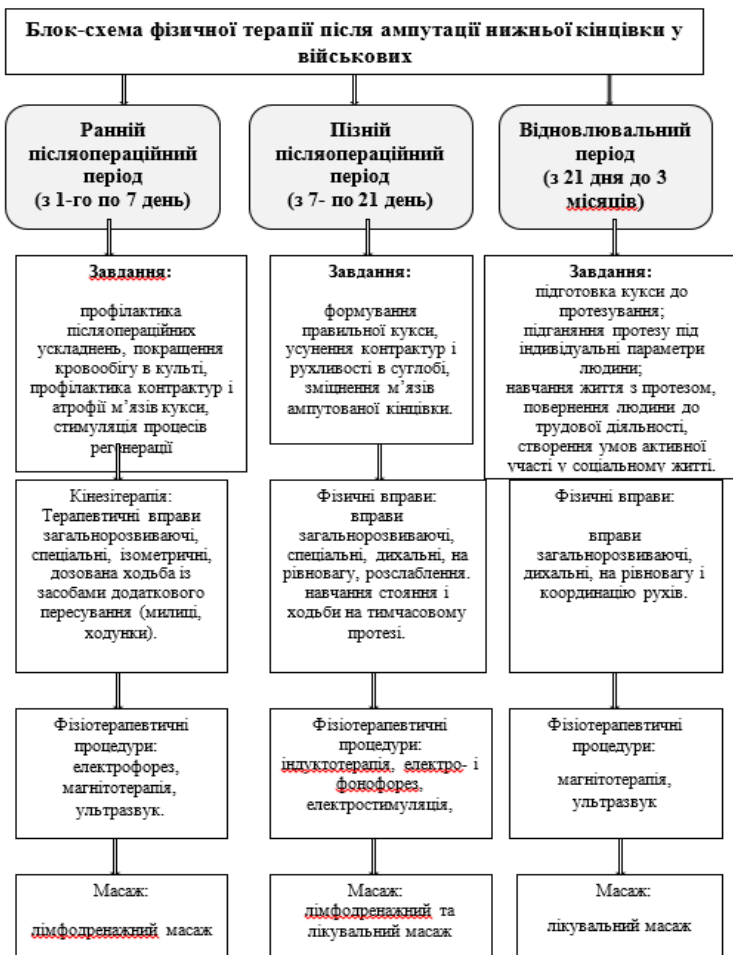 Блок-схема фізичної терапії після ампутації нижньої кінцівки у
військових
Ранній
післяопераційний
період
(з 1-го по 7 день)
Пізній
післяопераційний
період
(з 7- по 21 день)
Відновлювальний
період
(з 21 дня до 3
місяців)
Завдання:
профілактика
післяопераційних
ускладнень, покращення
кровообігу в культі,
профілактика контрактур і
атрофії м’язів кукси,
стимуляція процесів
регенерації
Завдання:
формування
правильної кукси,
усунення контрактур і
рухливості в суглобі,
зміцнення м’язів
ампутованої кінцівки.
Завдання:
підготовка кукси до
протезування;
підганяння протезу під
індивідуальні параметри
людини;
навчання життя з протезом,
повернення людини до
трудової діяльності,
створення умов активної
участі у соціальному житті.
Кінезітерапія:
Терапевтичні вправи
загальнорозвиваючі,
спеціальні, ізометричні,
дозована ходьба із
засобами додаткового
пересування (милиці,
ходунки).
Фізичні вправи:
вправи
загальнорозвиваючі,
спеціальні, дихальні, на
рівновагу, розслаблення.
навчання стояння і
ходьби на тимчасовому
протезі.
Фізичні вправи:
вправи
загальнорозвиваючі,
дихальні, на рівновагу і
координацію рухів.
Фізіотерапевтичні
процедури:
електрофорез,
магнітотерапія,
ультразвук.
Фізіотерапевтичні
процедури:
індуктотерапія, електро- і
фонофорез,
електростимуляція,
Фізіотерапевтичні
процедури:
магнітотерапія,
ультразвук
Масаж:
лімфодренажний масаж
Масаж:
лімфодренажний та
лікувальний масаж
Масаж:
лікувальний масаж